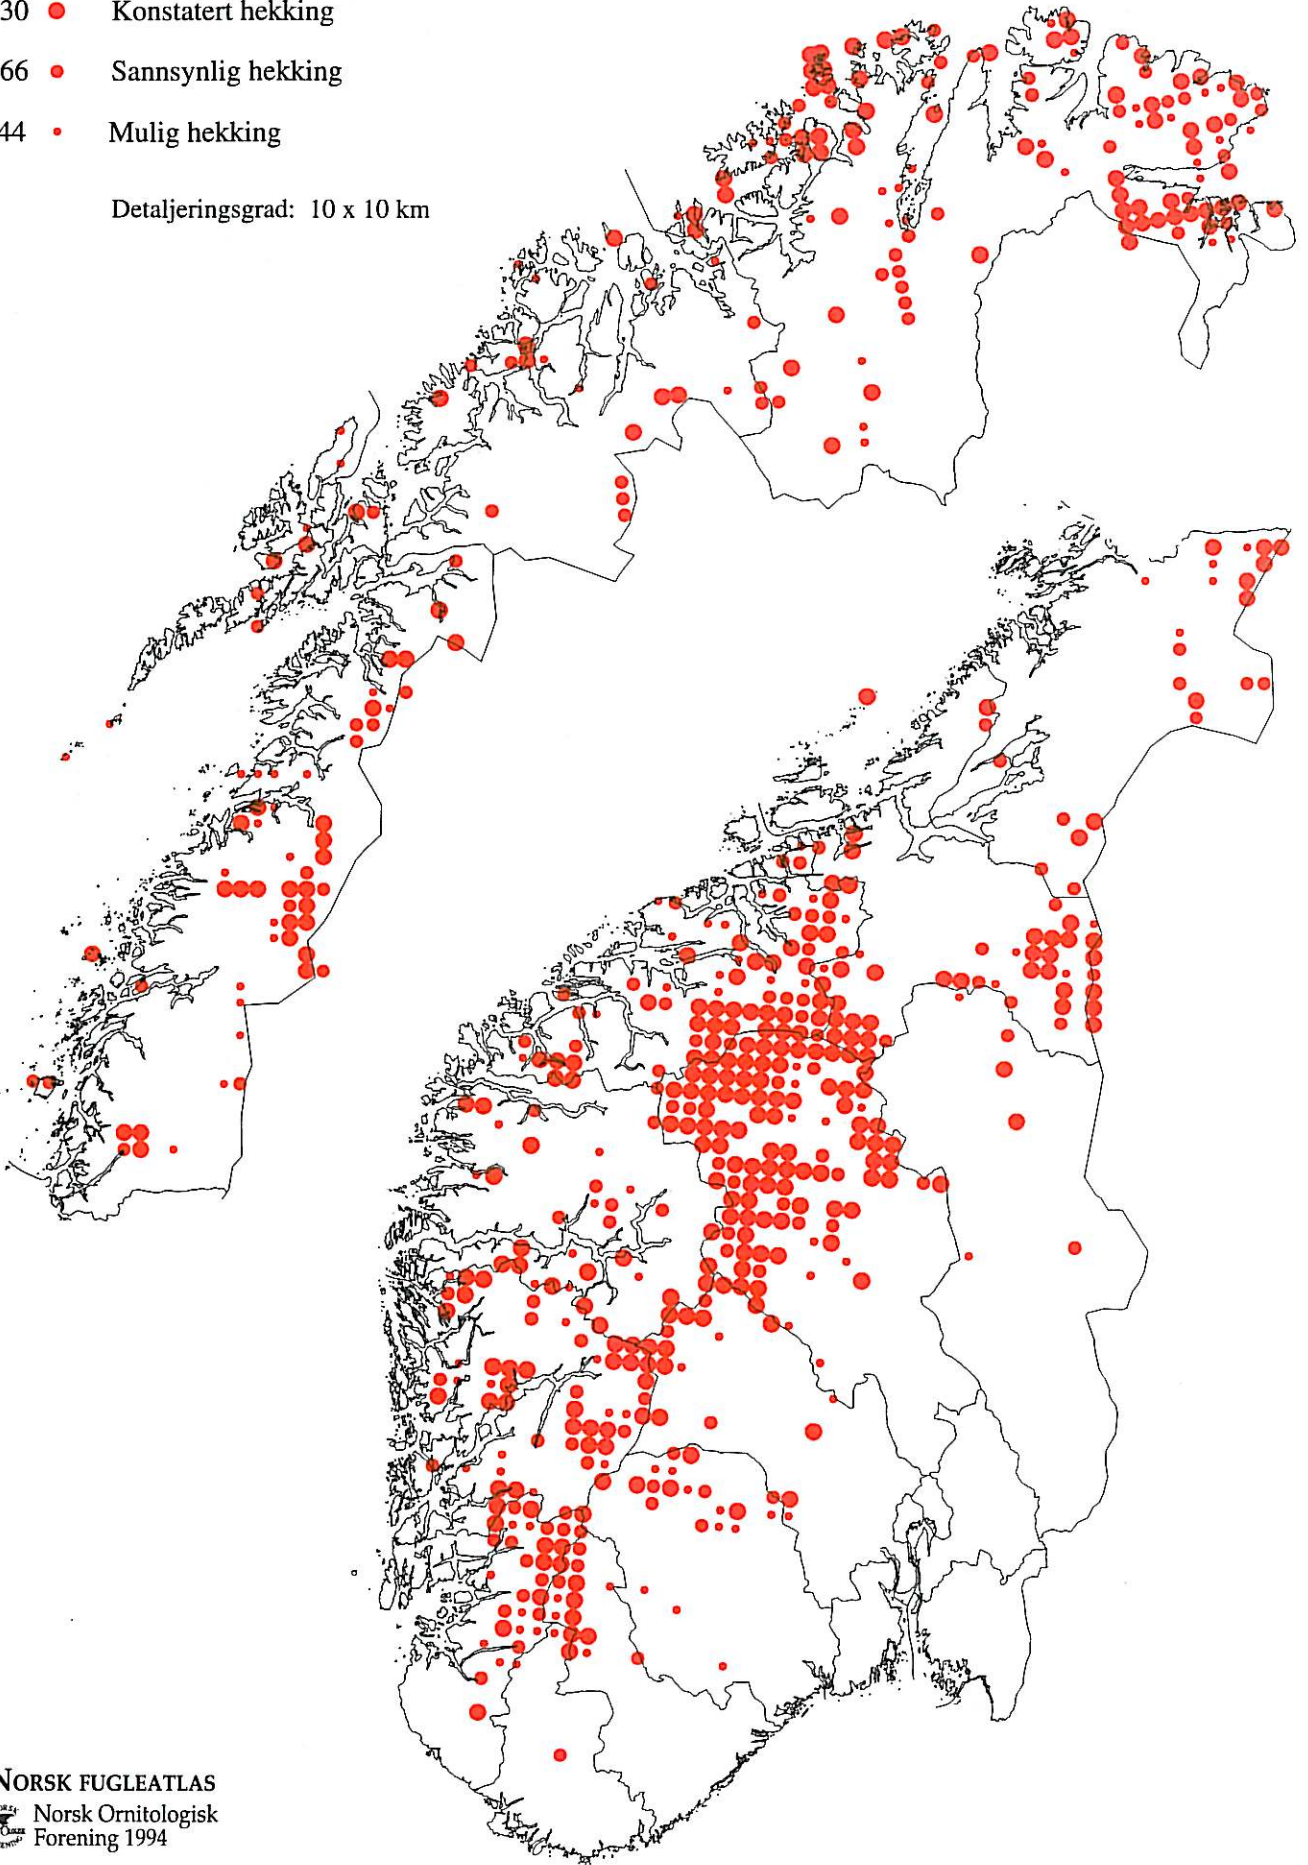 30 Konstatert hekking
66 Sannsynlig hekking
44 Mulig hekking
Detaljeringsgrad: 10 x 10 km
NORSK FUGLEATLAS
Norsk Ornitologisk
Forening 1994